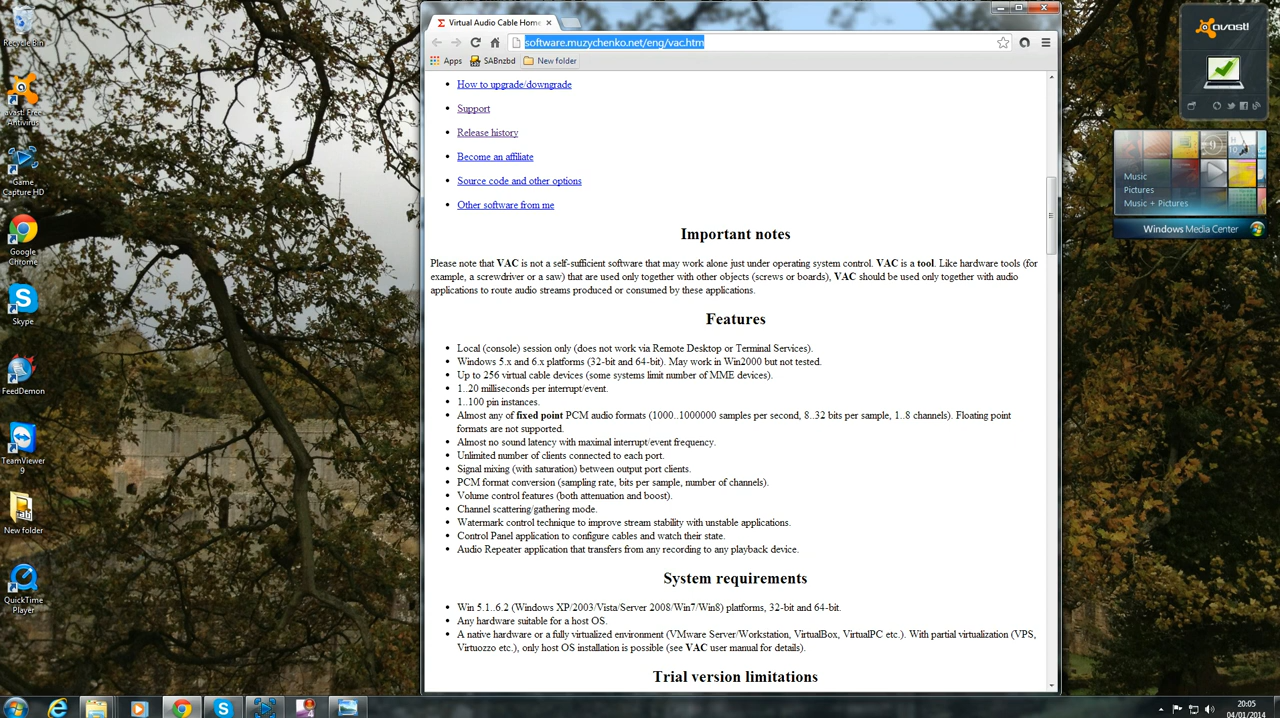 Recycle Bin
avast! Free
Antivirus
Game
Capture HD
Google
Chrome
Skype
FeedDemon
TeamViewer
9
New folder
QuickTime
Player
Virtual Audio Cable Home
software.muzychenko.net/eng/vac.htm
Apps
SABnzbd
New folder
How to upgrade/downgrade
Support
Release history
Become an affiliate
Source code and other options
Other software from me
Important notes
Please note that VAC is not a self-sufficient software that may work alone just under operating system control. VAC is a tool. Like hardware tools (for
example, a screwdriver or a saw) that are used only together with other objects (screws or boards), VAC should be used only together with audio
applications to route audio streams produced or consumed by these applications.
Features
Local (console) session only (does not work via Remote Desktop or Terminal Services).
Windows 5.x and 6.x platforms (32-bit and 64-bit). May work in Win2000 but not tested.
Up to 256 virtual cable devices (some systems limit number of MME devices).
1..20 milliseconds per interrupt/event.
1..100 pin instances.
Almost any of fixed point PCM audio formats (1000..1000000 samples per second, 8..32 bits per sample, 1..8 channels). Floating point
formats are not supported.
Almost no sound latency with maximal interrupt/event frequency.
Unlimited number of clients connected to each port.
Signal mixing (with saturation) between output port clients.
PCM format conversion (sampling rate, bits per sample, number of channels).
Volume control features (both attenuation and boost).
Channel scattering/gathering mode.
Watermark control technique to improve stream stability with unstable applications.
Control Panel application to configure cables and watch their state.
Audio Repeater application that transfers from any recording to any playback device.
System requirements
Win 5.1..6.2 (Windows XP/2003/Vista/Server 2008/Win7/Win8) platforms, 32-bit and 64-bit.
Any hardware suitable for a host OS.
A native hardware or a fully virtualized environment (VMware Server/Workstation, VirtualBox, VirtualPC etc.). With partial virtualization (VPS,
Virtuozzo etc.), only host OS installation is possible (see VAC user manual for details).
Trial version limitations
avast!
Music
Pictures
Music + Pictures
Windows Media Center
20:05
04/01/2014